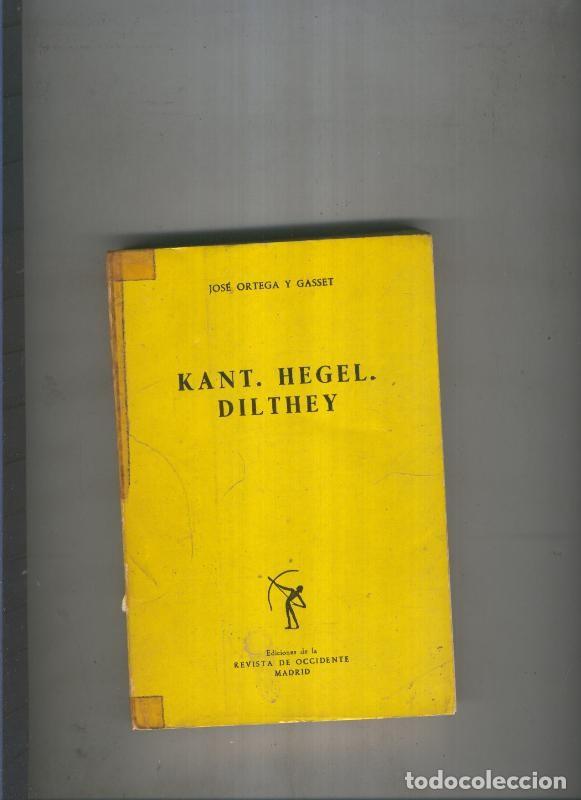 JOSÉ ORTEGA Y GASSET
KANT. HEGEL.
DILTHEY
Ediciones de la
REVISTA DE OCCIDENTE
MADRID
todocoleccion